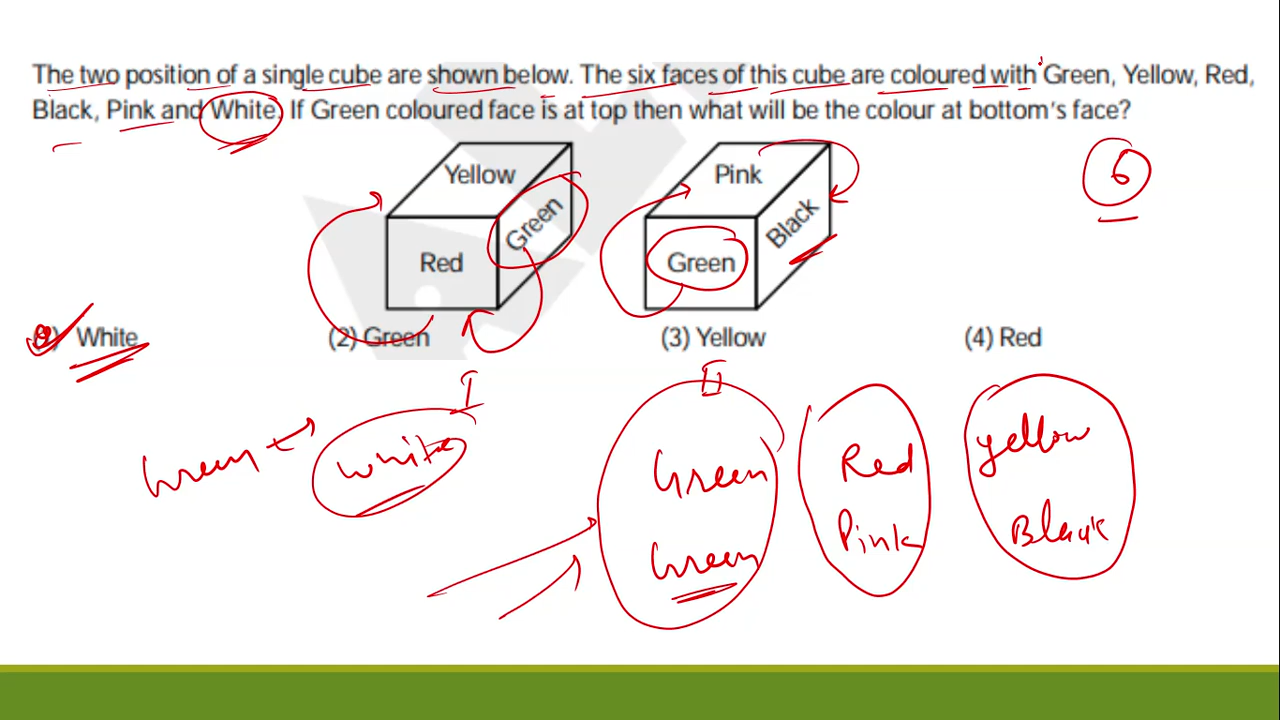 The two position of a single cube are shown below. The six faces of this cube are coloured with Green, Yellow, Red,
Black, Pink and White. If Green coloured face is at top then what will be the colour at bottom's face?
Yellow
Green
Red
Pink
Black
Green
6
White (2) Green (3) Yellow (4) Red
I
II
Green White
Green Red Yellow
Green Pink Black